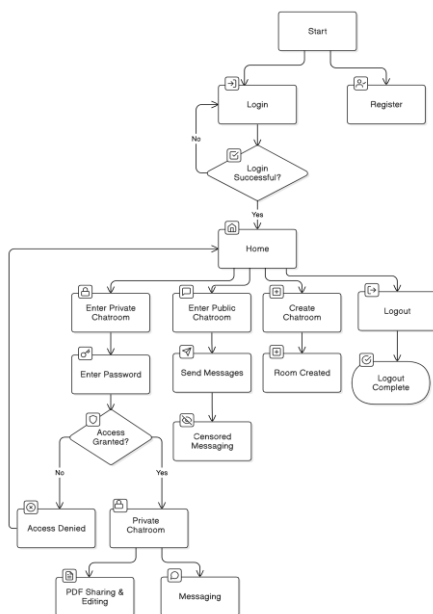 Start
Login
Register
No
Login
Successful?
Yes
Home
Enter Private
Chatroom
Enter Public
Chatroom
Create
Chatroom
Logout
Enter Password
Send Messages
Room Created
Logout
Complete
Access
Granted?
Censored
Messaging
No
Yes
Access Denied
Private
Chatroom
PDF Sharing &
Editing
Messaging